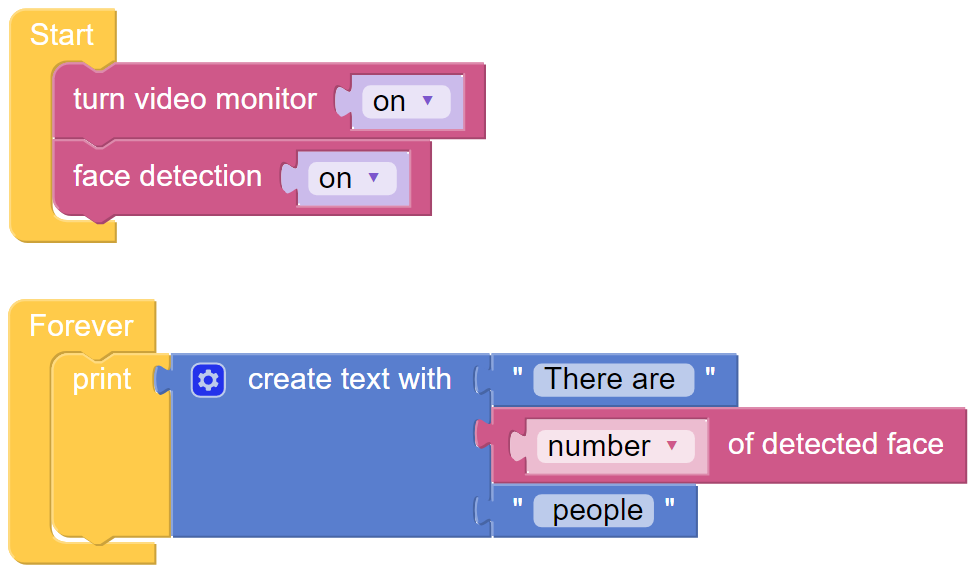 Start
turn video monitor on
face detection on
Forever
print create text with " There are "
number of detected face
" people "